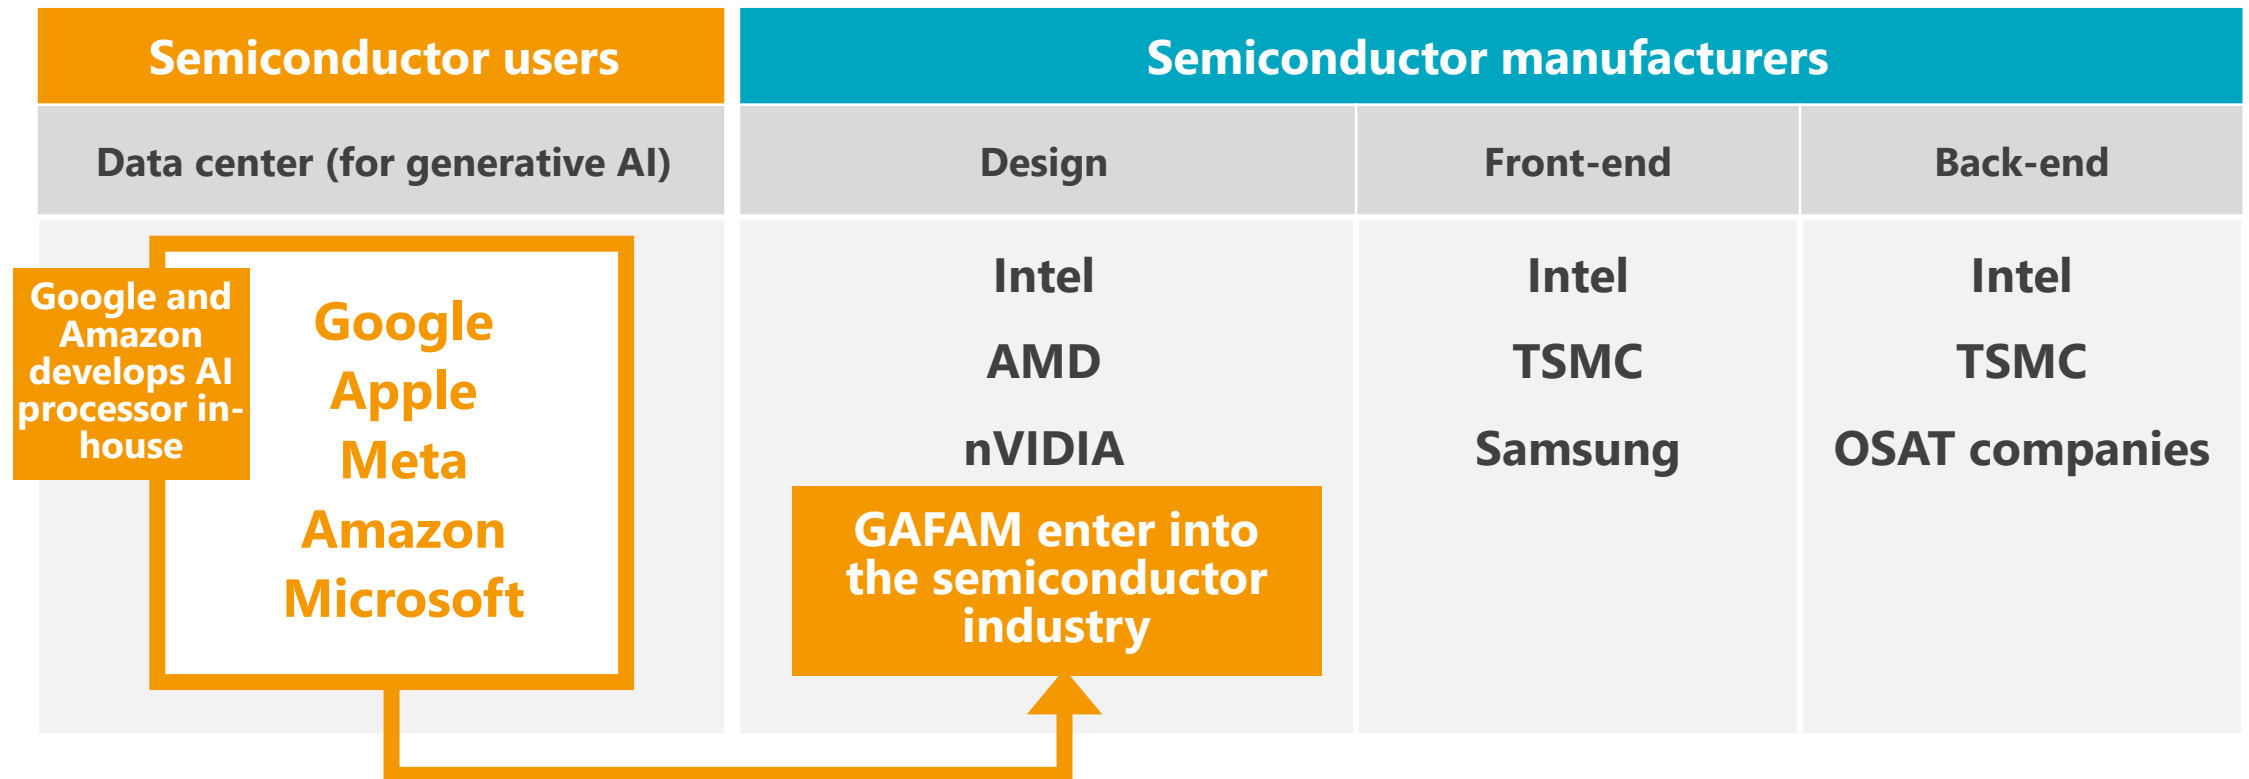 Semiconductor users
Semiconductor manufacturers
Data center (for generative AI)
Design
Front-end
Back-end
Google and
Amazon
develops AI
processor in-
house
Google
Apple
Meta
Amazon
Microsoft
Intel
AMD
nVIDIA
GAFAM enter into
the semiconductor
industry
Intel
TSMC
Samsung
Intel
TSMC
OSAT companies